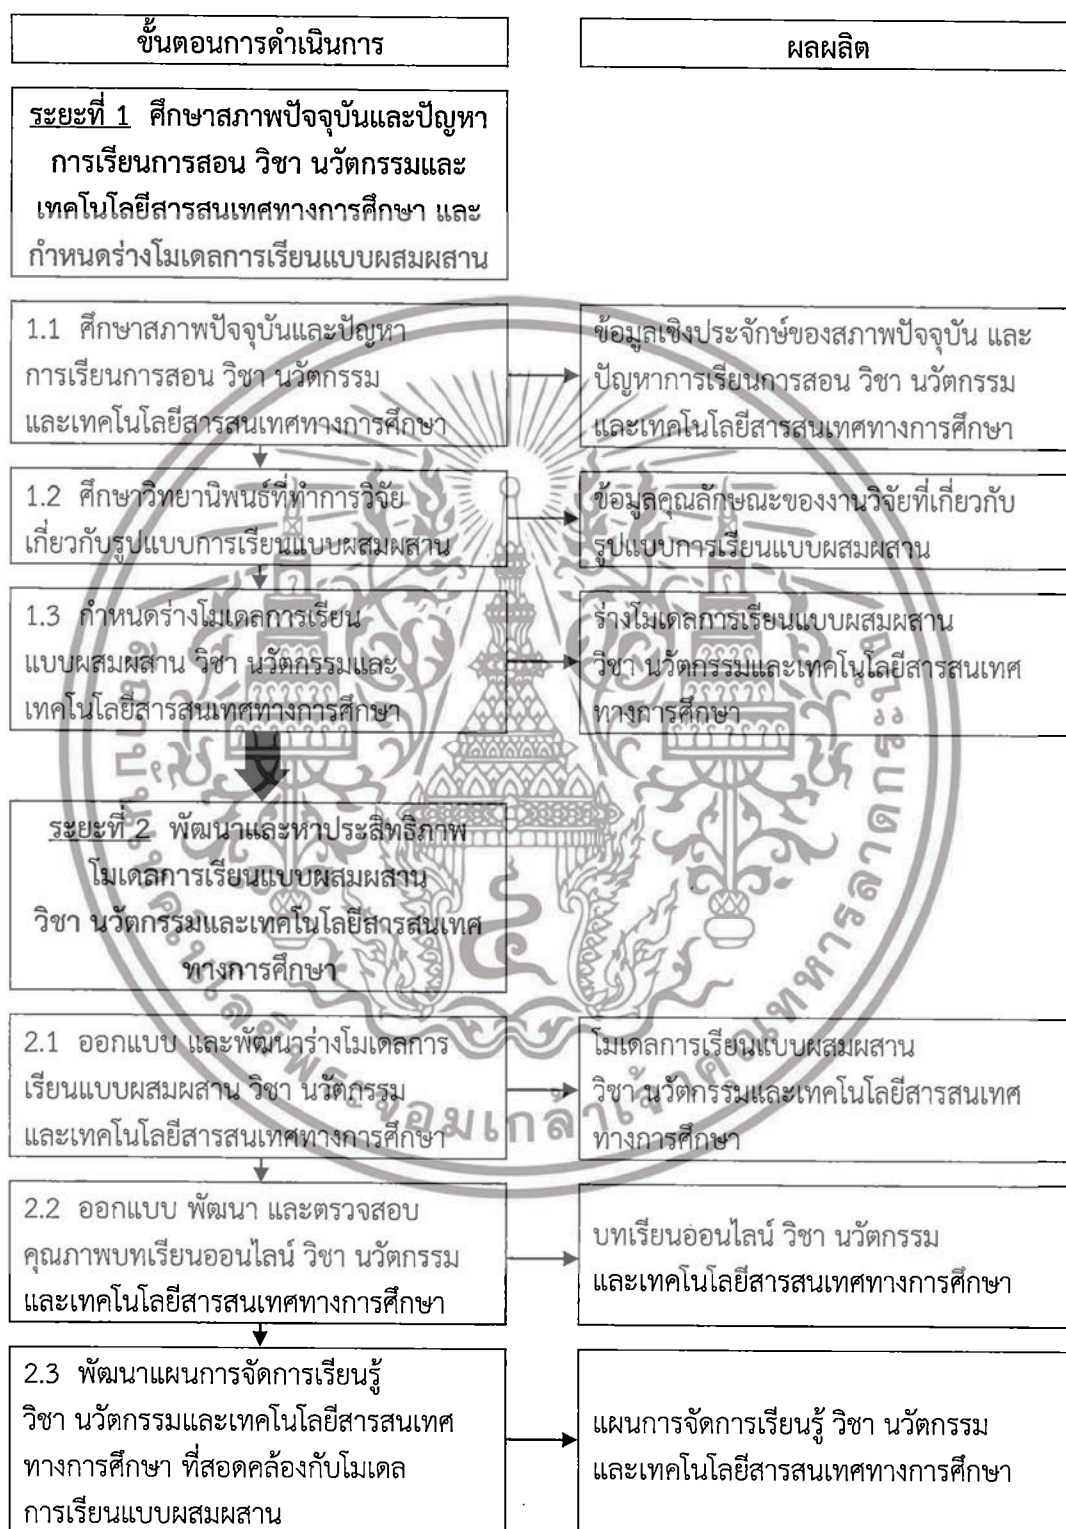 ขั้นตอนการดำเนินการ
ผลผลิต
ระยะที่ 1 ศึกษาสภาพปัจจุบันและปัญหา
การเรียนการสอน วิชา นวัตกรรมและ
เทคโนโลยีสารสนเทศทางการศึกษา และ
กำหนดร่างโมเดลการเรียนแบบผสมผสาน
1.1 ศึกษาสภาพปัจจุบันและปัญหา
การเรียนการสอน วิชา นวัตกรรม
และเทคโนโลยีสารสนเทศทางการศึกษา
ข้อมูลเชิงประจักษ์ของสภาพปัจจุบัน และ
ปัญหาการเรียนการสอน วิชา นวัตกรรม
และเทคโนโลยีสารสนเทศทางการศึกษา
1.2 ศึกษาวิทยานิพนธ์ที่ทำการวิจัย
เกี่ยวกับรูปแบบการเรียนแบบผสมผสาน
ข้อมูลคุณลักษณะของงานวิจัยที่เกี่ยวกับ
รูปแบบการเรียนแบบผสมผสาน
1.3 กำหนดร่างโมเดลการเรียน
แบบผสมผสาน วิชา นวัตกรรมและ
เทคโนโลยีสารสนเทศทางการศึกษา
ร่างโมเดลการเรียนแบบผสมผสาน
วิชา นวัตกรรมและเทคโนโลยีสารสนเทศ
ทางการศึกษา
ระยะที่ 2 พัฒนาและหาประสิทธิภาพ
โมเดลการเรียนแบบผสมผสาน
วิชา นวัตกรรมและเทคโนโลยีสารสนเทศ
ทางการศึกษา
2.1 ออกแบบ และพัฒนาร่างโมเดลการ
เรียนแบบผสมผสาน วิชา นวัตกรรม
และเทคโนโลยีสารสนเทศทางการศึกษา
โมเดลการเรียนแบบผสมผสาน
วิชา นวัตกรรมและเทคโนโลยีสารสนเทศ
ทางการศึกษา
2.2 ออกแบบ พัฒนา และตรวจสอบ
คุณภาพบทเรียนออนไลน์ วิชา นวัตกรรม
และเทคโนโลยีสารสนเทศทางการศึกษา
บทเรียนออนไลน์ วิชา นวัตกรรม
และเทคโนโลยีสารสนเทศทางการศึกษา
2.3 พัฒนาแผนการจัดการเรียนรู้
วิชา นวัตกรรมและเทคโนโลยีสารสนเทศ
ทางการศึกษา ที่สอดคล้องกับโมเดล
การเรียนแบบผสมผสาน
แผนการจัดการเรียนรู้ วิชา นวัตกรรม
และเทคโนโลยีสารสนเทศทางการศึกษา
สถาบันเทคโนโลยีพระจอมเกล้าเจ้าคุณทหารลาดกระบัง